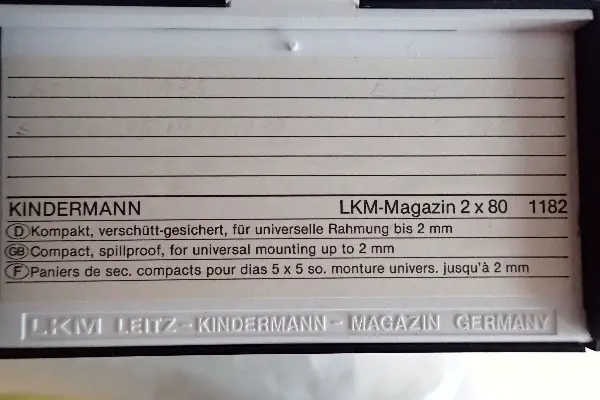 KINDERMANN LKM-Magazin 2 x 80 1182
D Kompakt, verschütt-gesichert, für universelle Rahmung bis 2 mm
GB Compact, spillproof, for universal mounting up to 2 mm
F Paniers de sec. compacts pour dias 5 x 5 so. monture univers. jusqu'à 2 mm
LKM LEITZ - KINDERMANN - MAGAZIN GERMANY